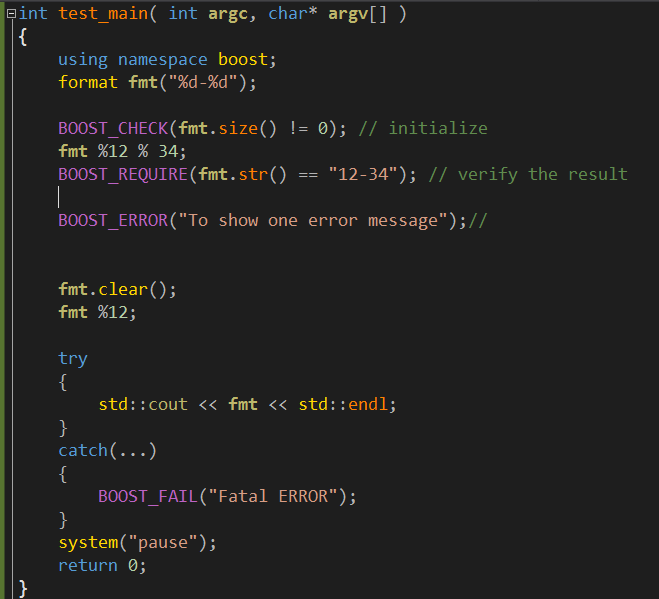 int test_main( int argc, char* argv[] )
{
    using namespace boost;
    format fmt("%d-%d");

    BOOST_CHECK(fmt.size() != 0); // initialize
    fmt %12 % 34;
    BOOST_REQUIRE(fmt.str() == "12-34"); // verify the result

    BOOST_ERROR("To show one error message");//


    fmt.clear();
    fmt %12;

    try
    {
        std::cout << fmt << std::endl;
    }
    catch(...)
    {
        BOOST_FAIL("Fatal ERROR");
    }
    system("pause");
    return 0;
}